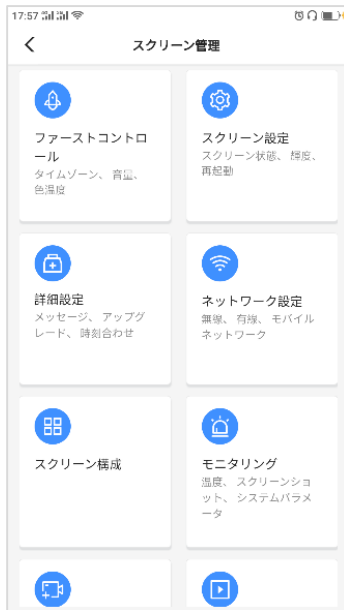 17:57
スクリーン管理
ファーストコントロ
ール
タイムゾーン、音量、
色温度
スクリーン設定
スクリーン状態、輝度、
再起動
詳細設定
メッセージ、アップグ
レード、時刻合わせ
ネットワーク設定
無線、有線、モバイル
ネットワーク
スクリーン構成
モニタリング
温度、スクリーンショ
ット、システムパラメ
ータ